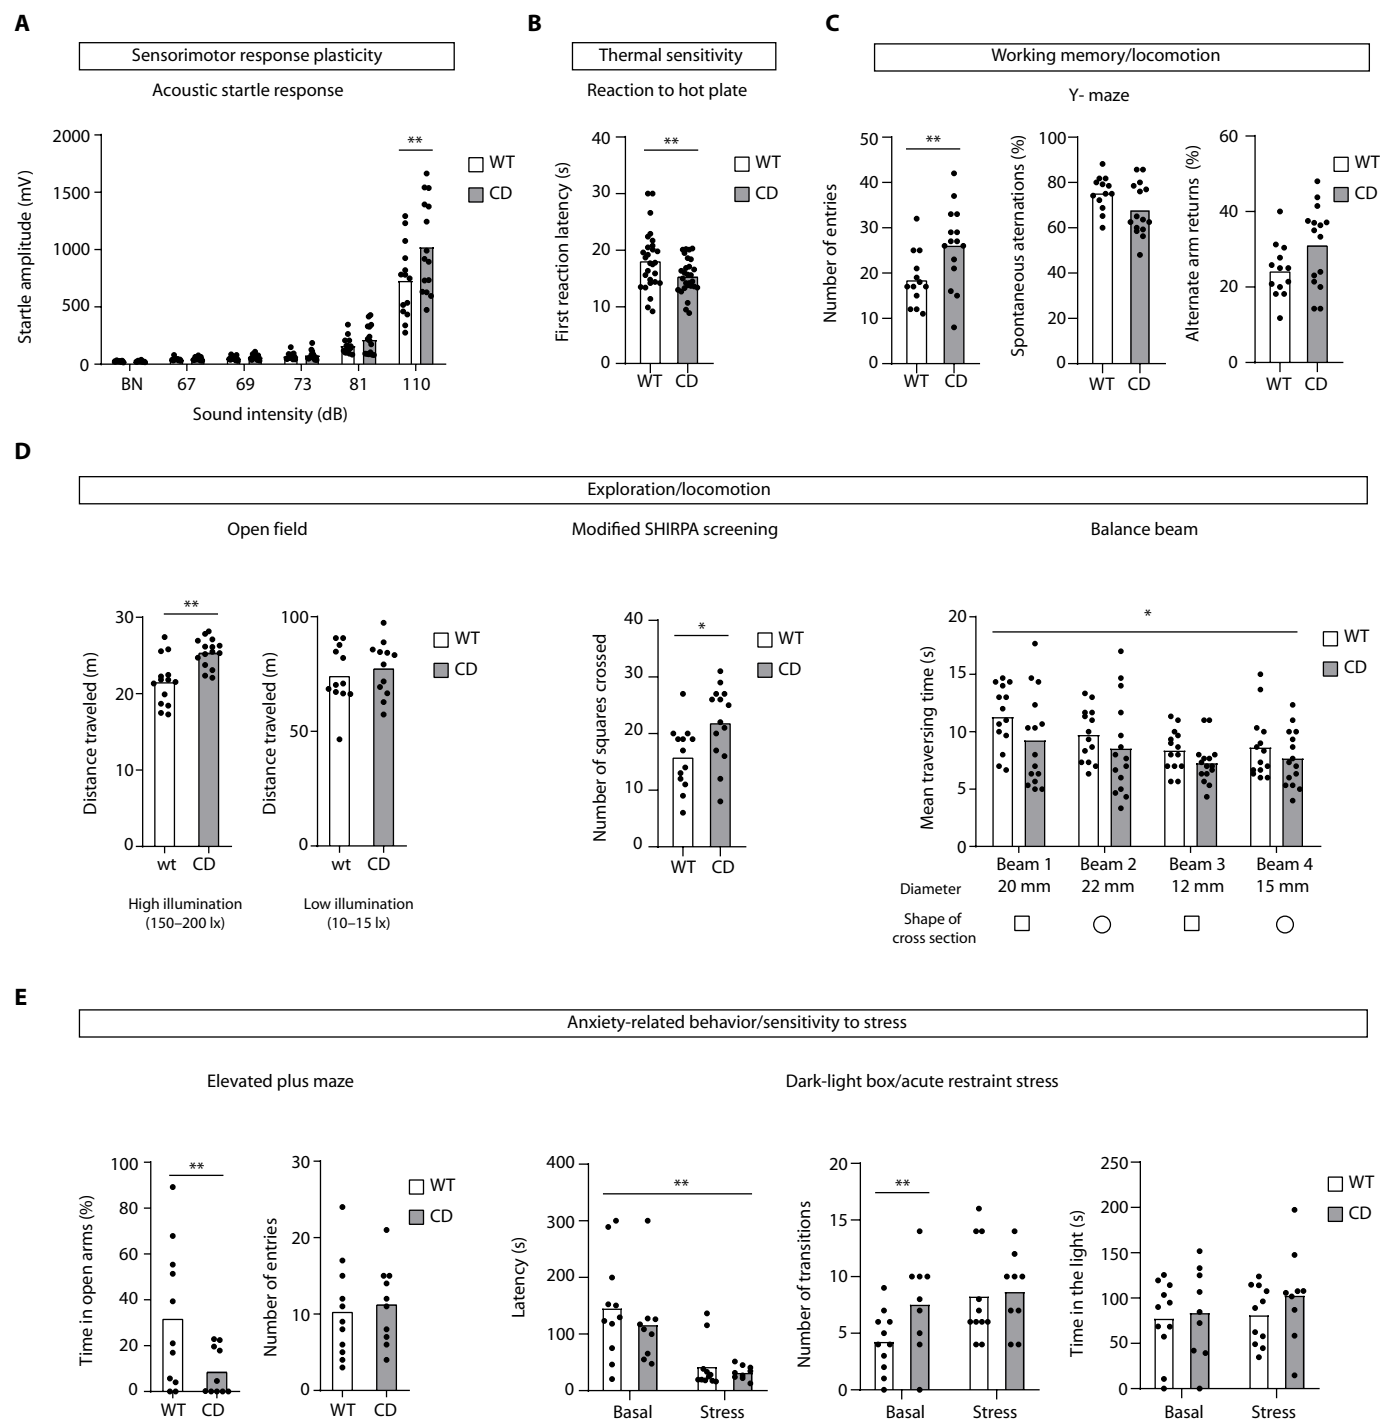 A
Sensorimotor response plasticity
Acoustic startle response
Startle amplitude (mV)
2000
1500
1000
500
0
**
WT
CD
BN 67 69 73 81 110
Sound intensity (dB)
B
Thermal sensitivity
Reaction to hot plate
First reaction latency (s)
40
30
20
10
0
**
WT
CD
WT CD
C
Working memory/locomotion
Y- maze
Number of entries
50
40
30
20
10
0
**
WT CD
Spontaneous aternations (%)
100
80
60
40
20
0
WT CD
Alternate arm returns (%)
60
40
20
0
WT CD
WT
CD
D
Exploration/locomotion
Open field
Distance traveled (m)
30
20
10
0
**
wt CD
High illumination
(150–200 lx)
Distance traveled (m)
100
50
0
wt CD
Low illumination
(10–15 lx)
WT
CD
Modified SHIRPA screening
Number of squares crossed
40
30
20
10
0
*
WT CD
WT
CD
Balance beam
Mean traversing time (s)
20
15
10
5
0
*
WT
CD
Beam 1 Beam 2 Beam 3 Beam 4
Diameter 20 mm 22 mm 12 mm 15 mm
Shape of
cross section
E
Anxiety-related behavior/sensitivity to stress
Elevated plus maze
Time in open arms (%)
100
80
60
40
20
0
**
WT CD
Number of entries
30
20
10
0
WT CD
WT
CD
Dark-light box/acute restraint stress
Latency (s)
400
300
200
100
0
**
Basal Stress
Number of transitions
20
15
10
5
0
**
Basal Stress
Time in the light (s)
250
200
150
100
50
0
Basal Stress
WT
CD